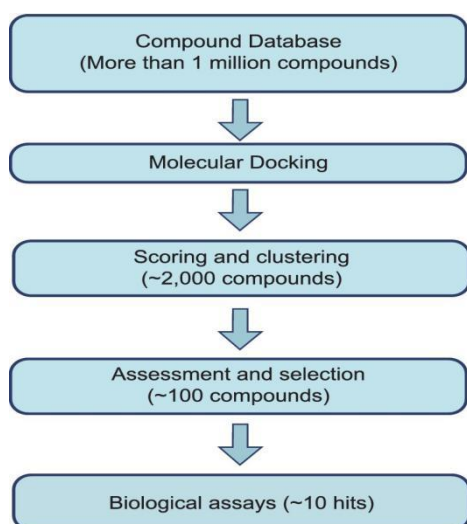 Compound Database
(More than 1 million compounds)
Molecular Docking
Scoring and clustering
(~2,000 compounds)
Assessment and selection
(~100 compounds)
Biological assays (~10 hits)